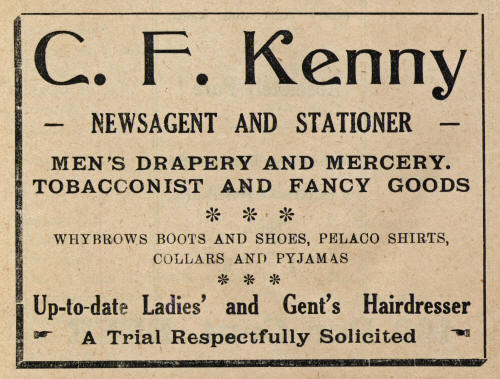 C. F. Kenny
— NEWSAGENT AND STATIONER —
MEN'S DRAPERY AND MERCERY.
TOBACCONIST AND FANCY GOODS
* * *
WHYBROWS BOOTS AND SHOES, PELACO SHIRTS,
COLLARS AND PYJAMAS
* * *
Up-to-date Ladies' and Gent's Hairdresser
☛ A Trial Respectfully Solicited ☚